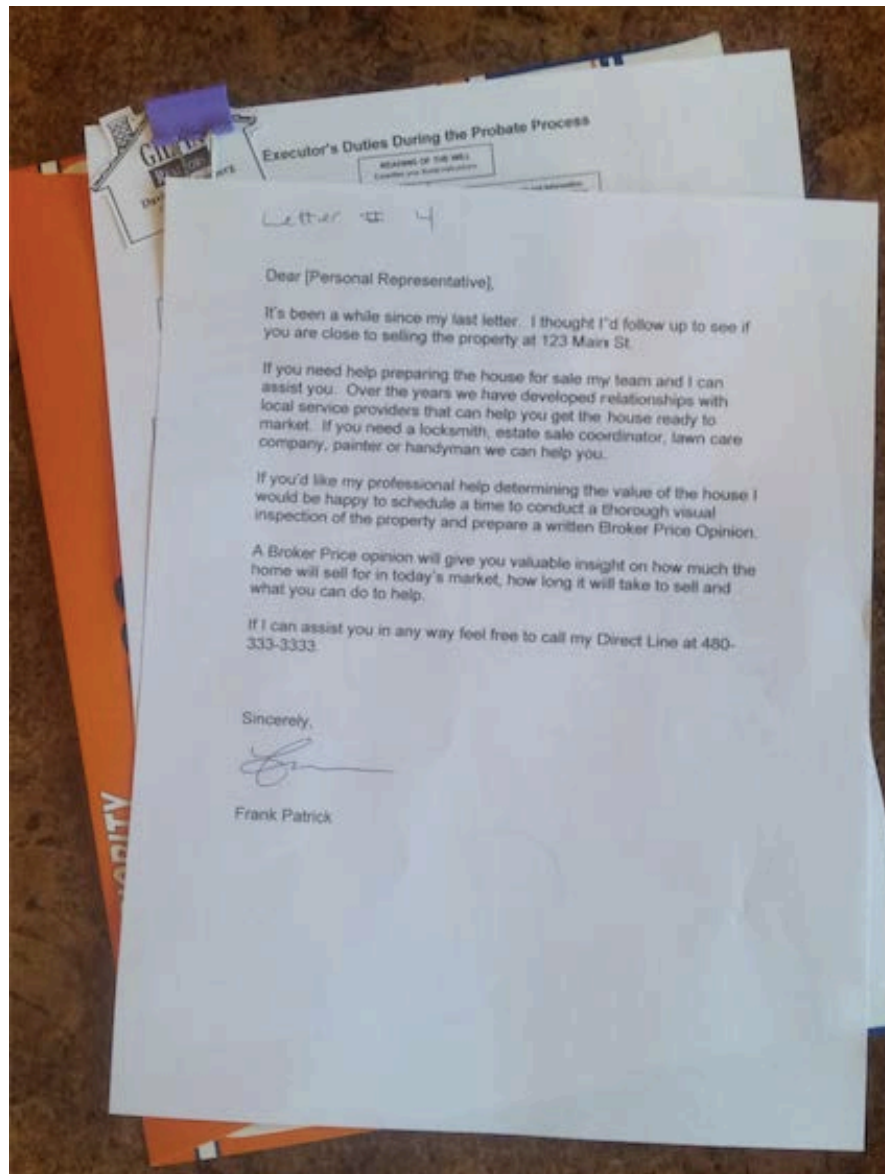 Executor's Duties During the Probate Process
READING OF THE WILL
Letter # 4
Dear [Personal Representative],
It's been a while since my last letter. I thought I"d follow up to see if
you are close to selling the property at 123 Main St.
If you need help preparing the house for sale my team and I can
assist you. Over the years we have developed relationships with
local service providers that can help you get the house ready to
market. If you need a locksmith, estate sale coordinator, lawn care
company, painter or handyman we can help you.
If you'd like my professional help determining the value of the house I
would be happy to schedule a time to conduct a thorough visual
inspection of the property and prepare a written Broker Price Opinion.
A Broker Price opinion will give you valuable insight on how much the
home will sell for in today's market, how long it will take to sell and
what you can do to help.
If I can assist you in any way feel free to call my Direct Line at 480-
333-3333.
Sincerely,
Frank Patrick